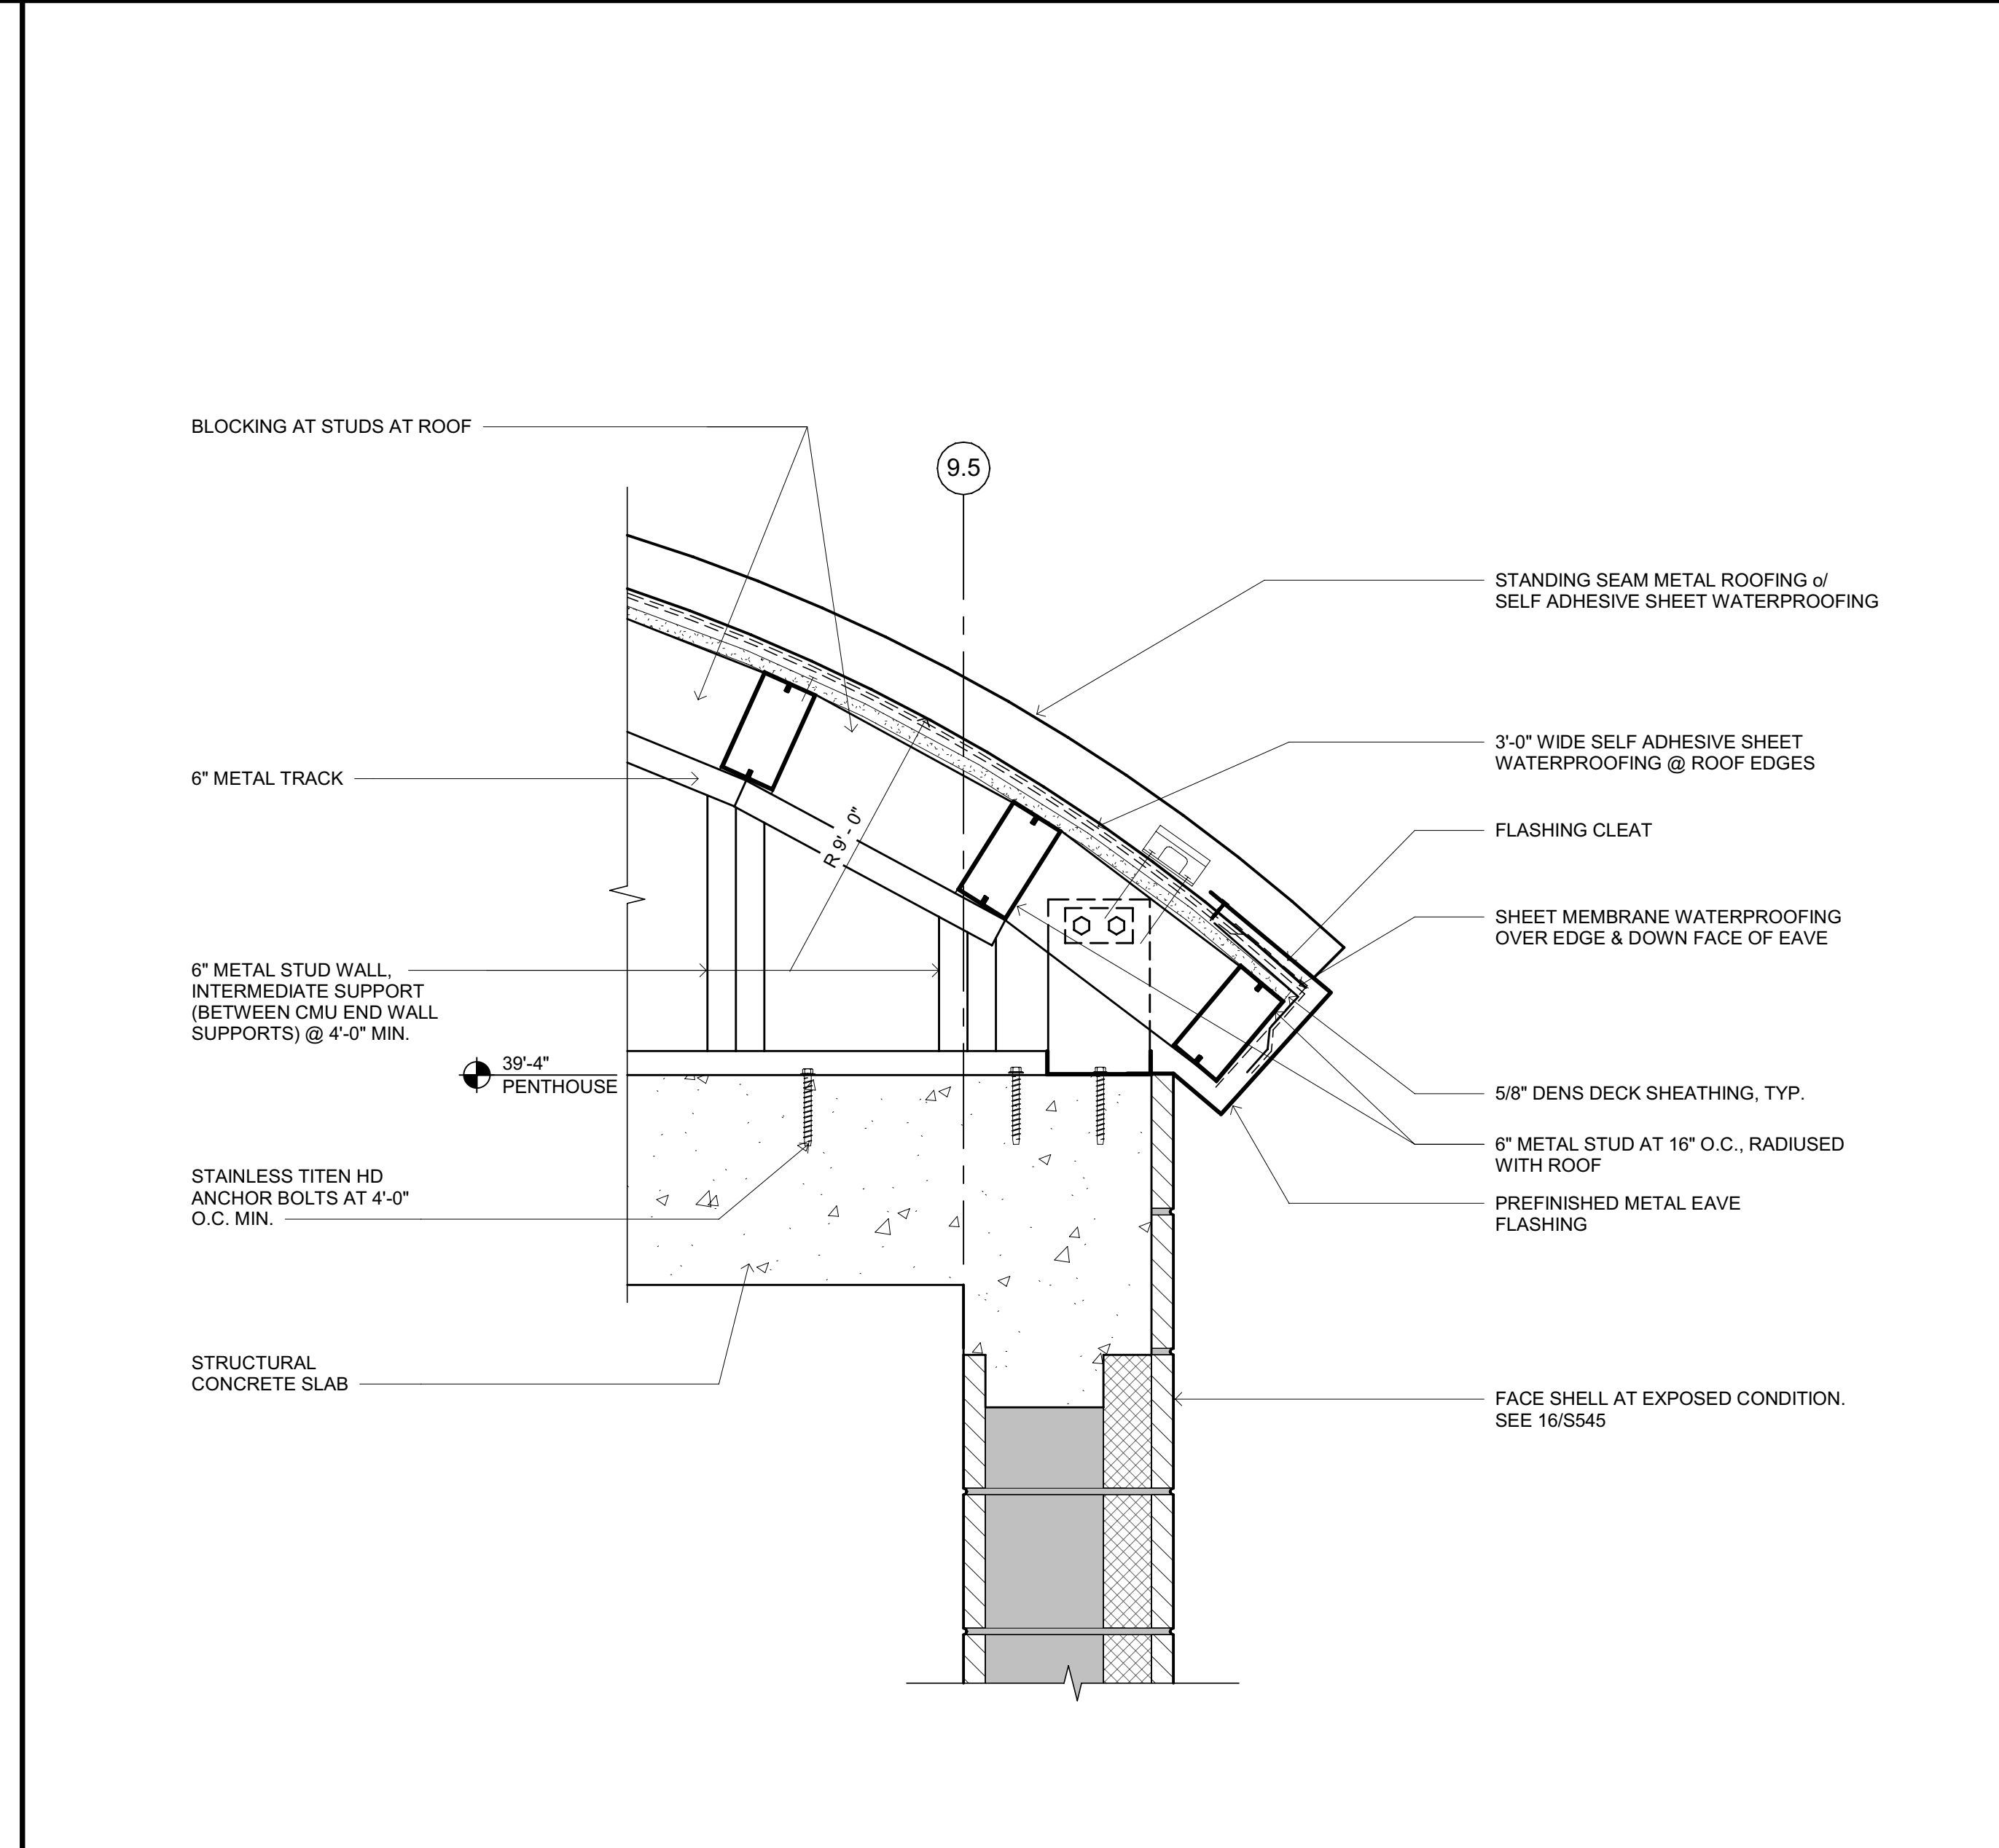 BLOCKING AT STUDS AT ROOF
9.5
STANDING SEAM METAL ROOFING o/
SELF ADHESIVE SHEET WATERPROOFING
3'-0" WIDE SELF ADHESIVE SHEET
WATERPROOFING @ ROOF EDGES
6" METAL TRACK
R 9' - 0"
FLASHING CLEAT
SHEET MEMBRANE WATERPROOFING
OVER EDGE & DOWN FACE OF EAVE
6" METAL STUD WALL,
INTERMEDIATE SUPPORT
(BETWEEN CMU END WALL
SUPPORTS) @ 4'-0" MIN.
39'-4"
PENTHOUSE
5/8" DENS DECK SHEATHING, TYP.
6" METAL STUD AT 16" O.C., RADIUSED
WITH ROOF
STAINLESS TITEN HD
ANCHOR BOLTS AT 4'-0"
O.C. MIN.
PREFINISHED METAL EAVE
FLASHING
STRUCTURAL
CONCRETE SLAB
FACE SHELL AT EXPOSED CONDITION.
SEE 16/S545